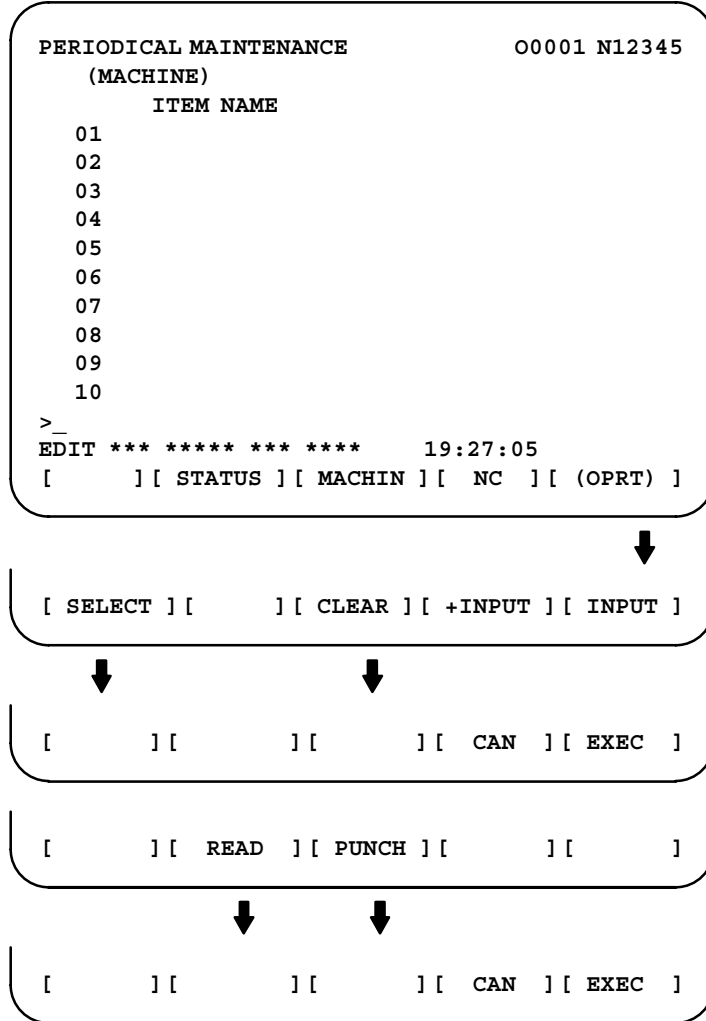 PERIODICAL MAINTENANCE O0001 N12345
(MACHINE)
ITEM NAME
01
02
03
04
05
06
07
08
09
10
>_
EDIT *** ***** *** **** 19:27:05
[ ][ STATUS ][ MACHIN ][ NC ][ (OPRT) ]
[ SELECT ][ ][ CLEAR ][ +INPUT ][ INPUT ]
[ ][ ][ ][ CAN ][ EXEC ]
[ ][ READ ][ PUNCH ][ ][ ]
[ ][ ][ ][ CAN ][ EXEC ]